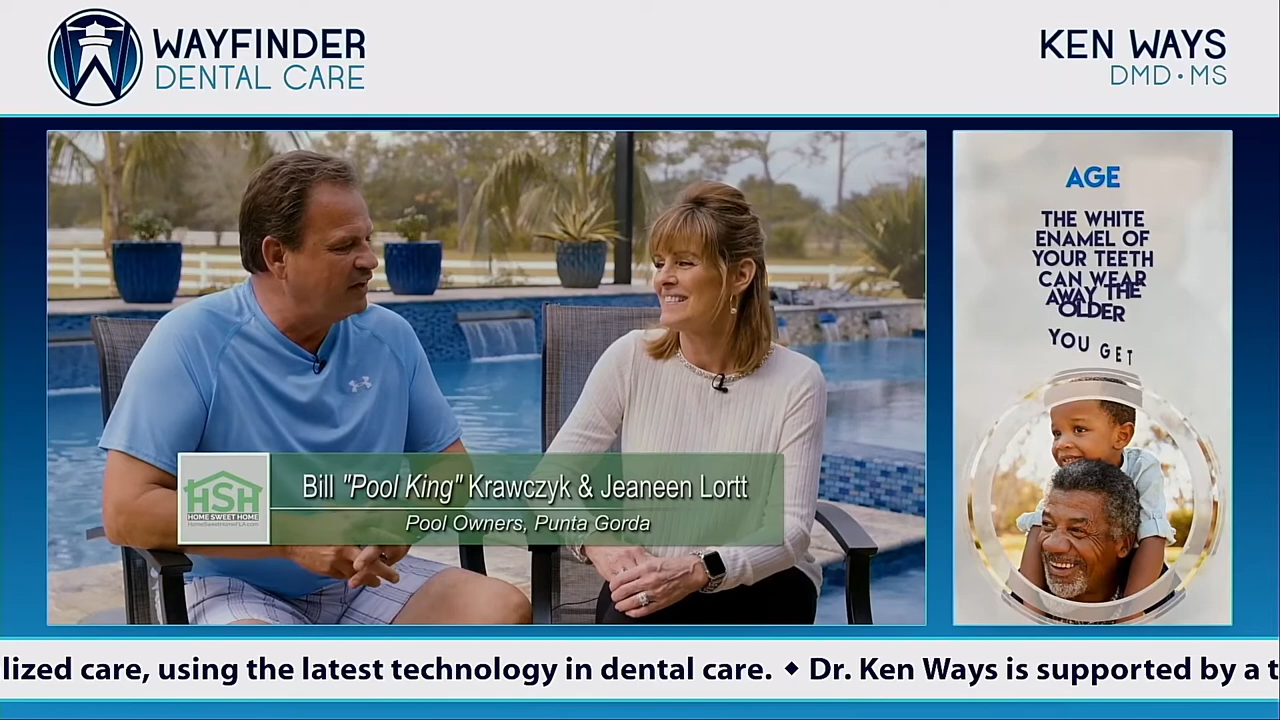 WAYFINDER
DENTAL CARE
KEN WAYS
DMD•MS
AGE
THE WHITE
ENAMEL OF
YOUR TEETH
CAN WEAR
AWAY THE
OLDER
YOU GET
HSH
HOME SWEET HOME
HomeSweetHomeFLA.com
Bill "Pool King" Krawczyk & Jeaneen Lortt
Pool Owners, Punta Gorda
lized care, using the latest technology in dental care. ◆ Dr. Ken Ways is supported by a t